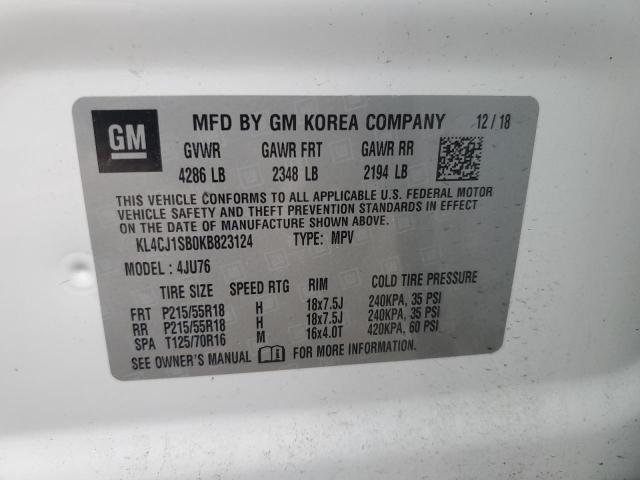 GM MFD BY GM KOREA COMPANY 12/18
GVWR GAWR FRT GAWR RR
4286 LB 2348 LB 2194 LB
THIS VEHICLE CONFORMS TO ALL APPLICABLE U.S. FEDERAL MOTOR
VEHICLE SAFETY AND THEFT PREVENTION STANDARDS IN EFFECT
ON THE DATE OF MANUFACTURE SHOWN ABOVE.
KL4CJ1SB0KB823124 TYPE: MPV
MODEL: 4JU76
TIRE SIZE SPEED RTG RIM COLD TIRE PRESSURE
FRT P215/55R18 H 18x7.5J 240KPA, 35 PSI
RR P215/55R18 H 18x7.5J 240KPA, 35 PSI
SPA T125/70R16 M 16x4.0T 420KPA, 60 PSI
SEE OWNER'S MANUAL FOR MORE INFORMATION.